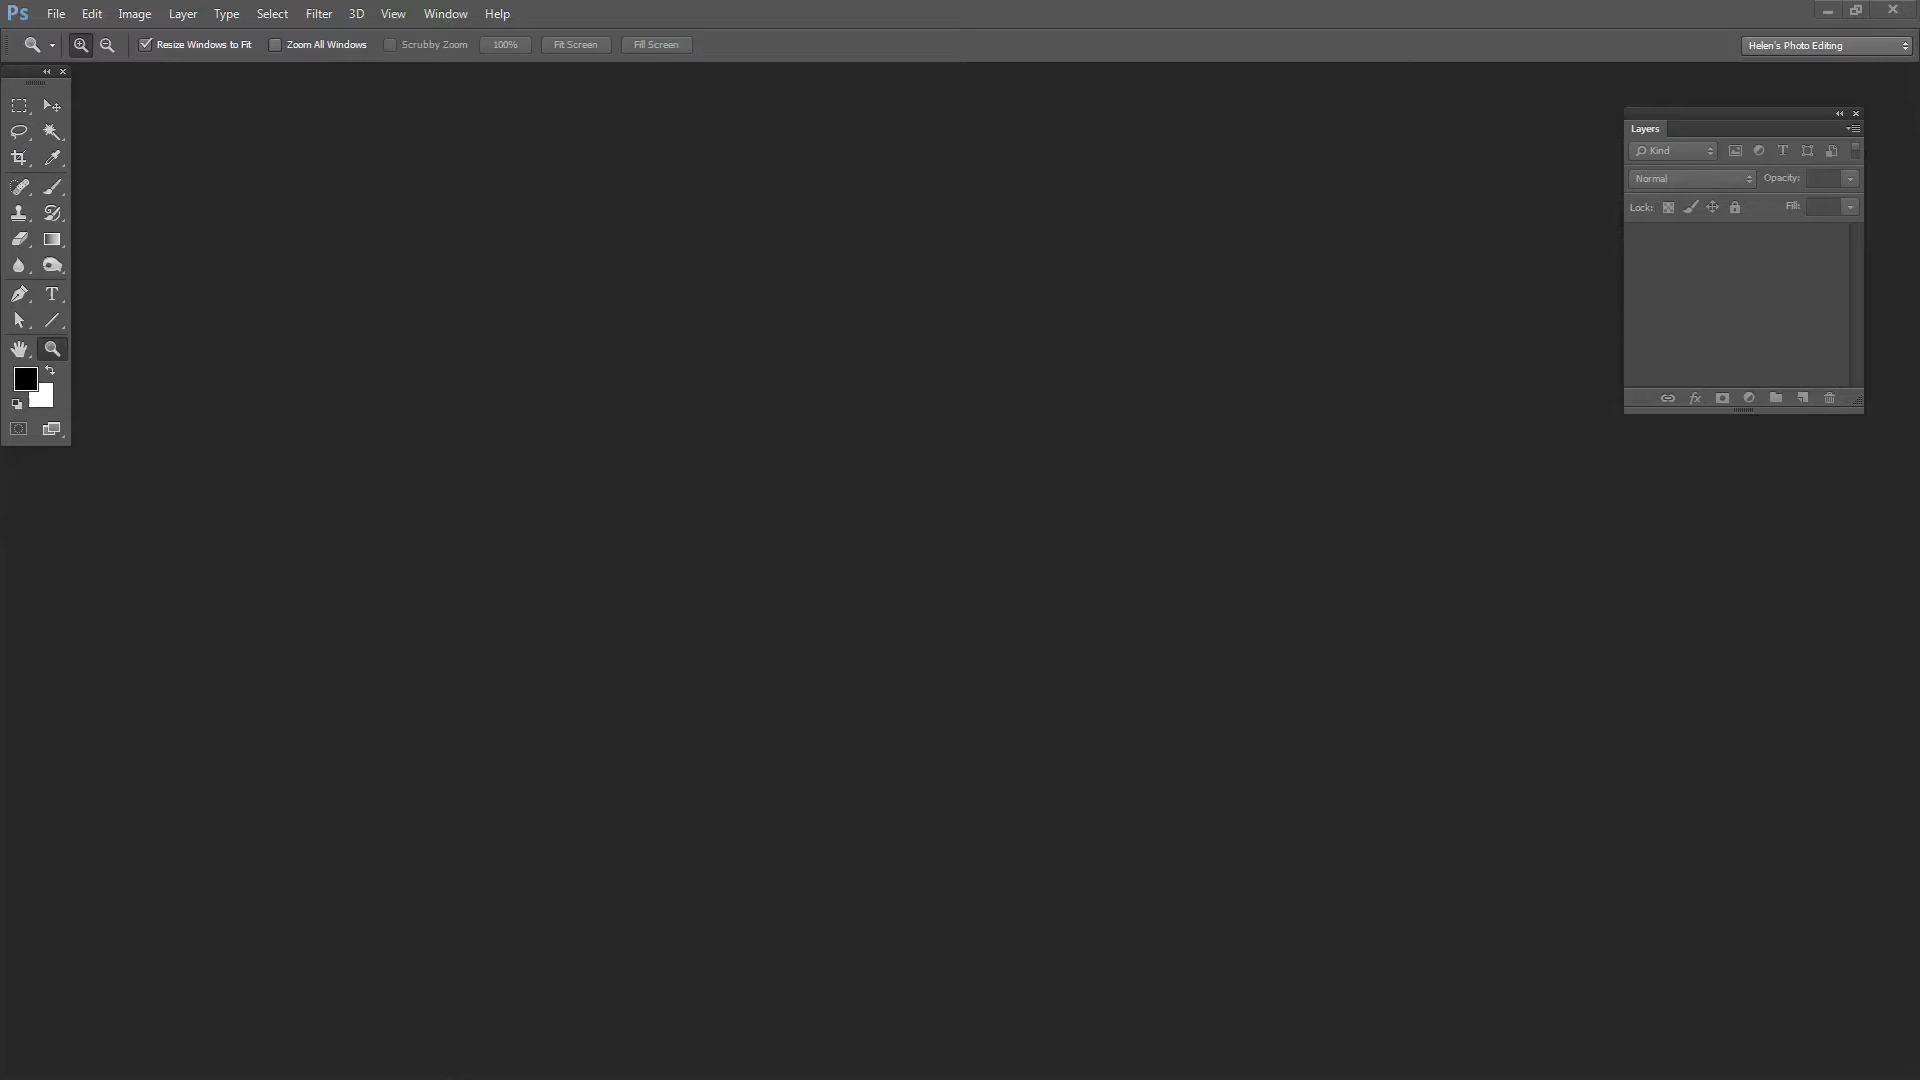 Ps File Edit Image Layer Type Select Filter 3D View Window Help
Resize Windows to Fit Zoom All Windows Scrubby Zoom 100% Fit Screen Fill Screen Helen's Photo Editing
Layers
Kind T
Normal Opacity:
Lock: Fill:
T
fx